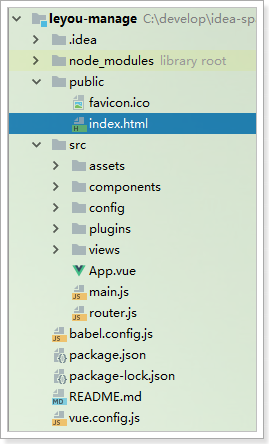 leyou-manage C:\develop\idea-sp
.idea
node_modules library root
public
favicon.ico
index.html
src
assets
components
config
plugins
views
App.vue
main.js
router.js
babel.config.js
package.json
package-lock.json
README.md
vue.config.js